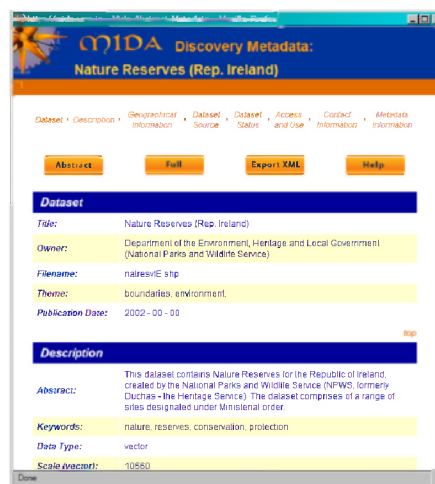 MIDA Discovery Metadata:
Nature Reserves (Rep. Ireland)
Dataset Description Geographical Information Dataset Source Dataset Status Access and Use Contact Information Metadata Information
Abstract Full Export XML Help
Dataset
Title: Nature Reserves (Rep. Ireland)
Owner: Department of the Environment, Heritage and Local Government
(National Parks and Wildlife Service)
Filename: natresvIE shp
Theme: boundaries, environment,
Publication Date: 2002 - 00 - 00
top
Description
This dataset contains Nature Reserves for the Republic of Ireland,
Abstract: created by the National Parks and Wildlife Service (NPWS, formerly
Duchas - the Heritage Service). The dataset comprises of a range of
sites designated under Ministerial order.
Keywords: nature, reserves, conservation, protection
Data Type: vector
Scale (vector): 10560
Done